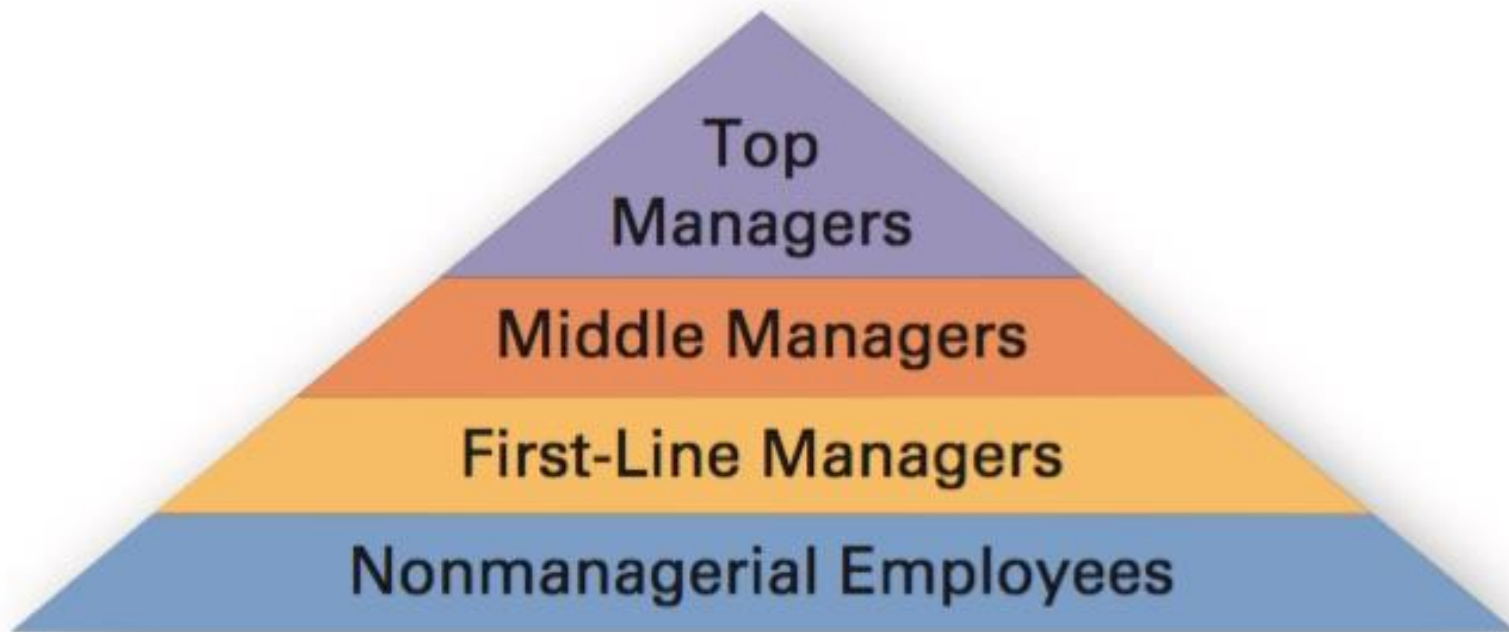 Top
Managers
Middle Managers
First-Line Managers
Nonmanagerial Employees